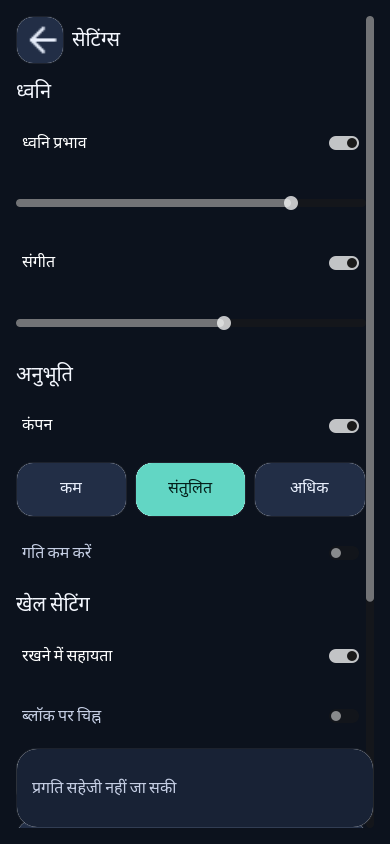 सेटिंग्स
ध्वनि
ध्वनि प्रभाव
संगीत
अनुभूति
कंपन
कम
संतुलित
अधिक
गति कम करें
खेल सेटिंग
रखने में सहायता
ब्लॉक पर चिह्न
प्रगति सहेजी नहीं जा सकी